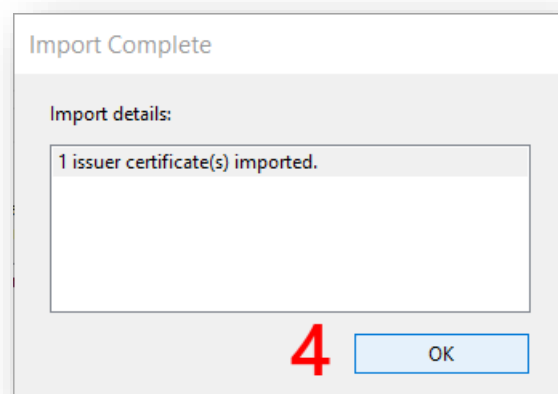 Import Complete
Import details:
1 issuer certificate(s) imported.
4 OK